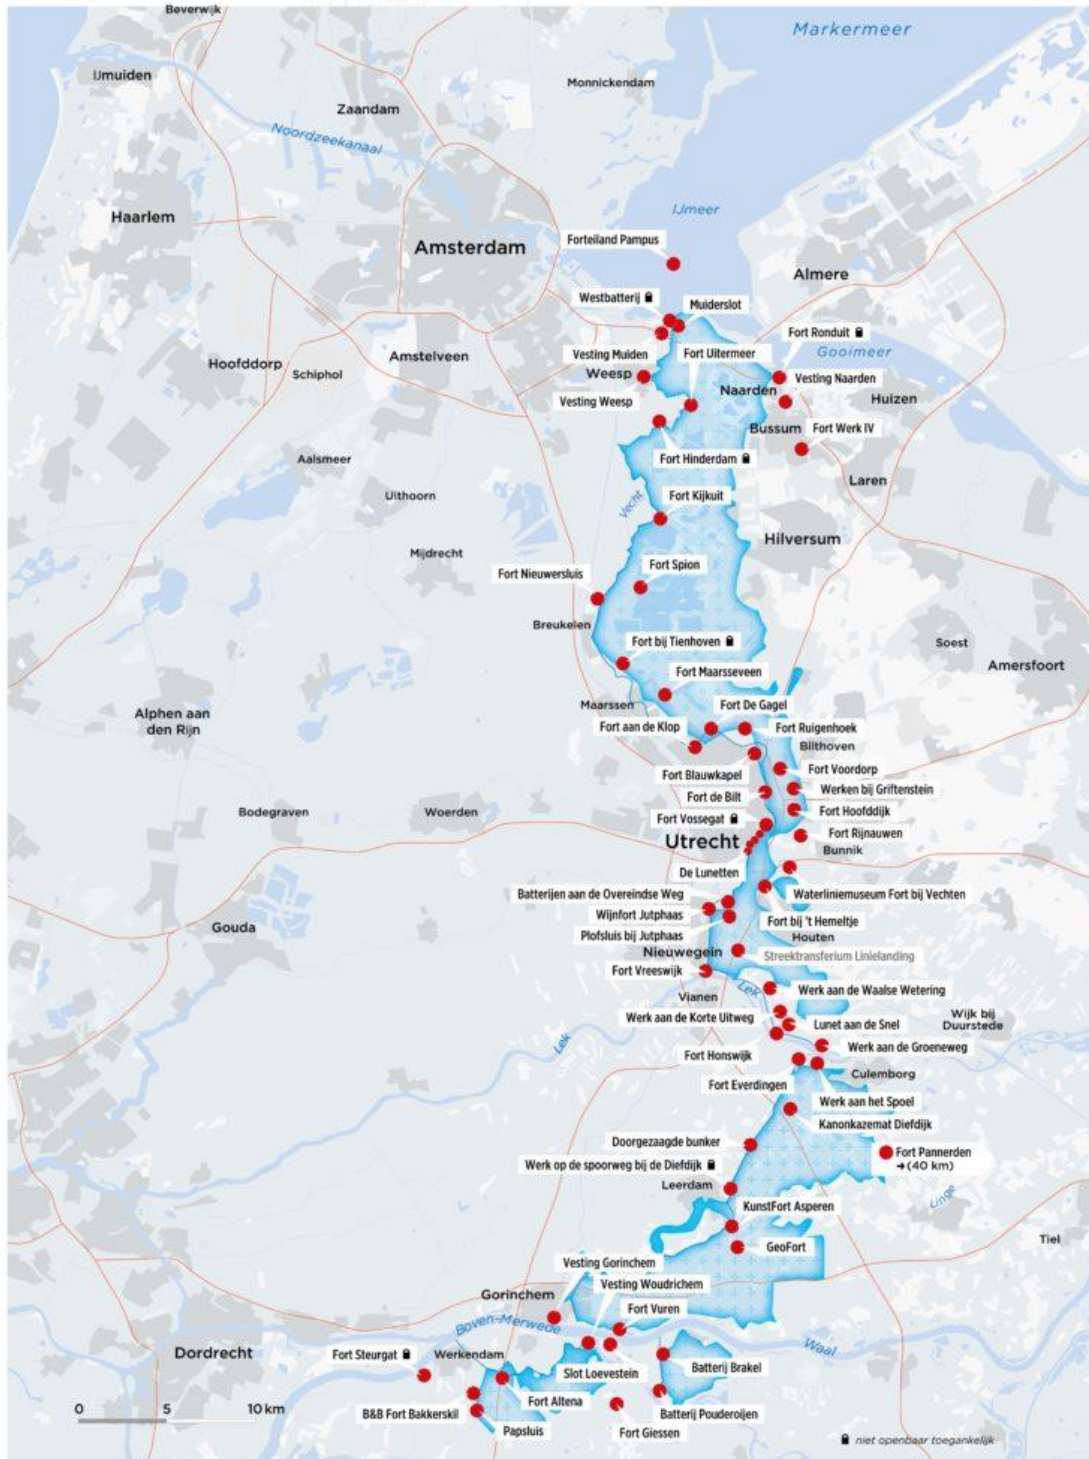 Beverwijk
Markermeer
IJmuiden
Monnickendam
Zaandam
Noordzeekanaal
IJmeer
Haarlem
Amsterdam
Forteiland Pampus
Almere
Westbatterij
Muiderslot
Fort Ronduit
Gooimeer
Vesting Muiden
Fort Uitermeer
Amstelveen
Hoofddorp
Schiphol
Weesp
Vesting Naarden
Naarden
Huizen
Vesting Weesp
Bussum
Fort Werk IV
Aalsmeer
Fort Hinderdam
Laren
Uithoorn
Vecht
Fort Kijkuit
Hilversum
Mijdrecht
Fort Spion
Fort Nieuwersluis
Breukelen
Fort bij Tienhoven
Soest
Amersfoort
Fort Maarsseveen
Maarssen
Fort De Gagel
Alphen aan
den Rijn
Fort aan de Klop
Fort Ruigenhoek
Bilthoven
Fort Voordorp
Fort Blauwkapel
Werken bij Griftenstein
Fort de Bilt
Bodegraven
Woerden
Fort Hoofddijk
Fort Vossegat
Fort Rijnauwen
Utrecht
Bunnik
De Lunetten
Waterliniemuseum Fort bij Vechten
Batterijen aan de Overeindse Weg
Wijnfort Jutphaas
Fort bij 't Hemeltje
Gouda
Plofsluis bij Jutphaas
Houten
Nieuwegein
Streektransferium Linielanding
Fort Vreeswijk
Vianen
Lek
Werk aan de Waalse Wetering
Werk aan de Korte Uitweg
Lunet aan de Snel
Wijk bij
Duurstede
Lek
Werk aan de Groeneweg
Fort Honswijk
Culemborg
Fort Everdingen
Werk aan het Spoel
Kanonkazemat Diefdijk
Doorgezaagde bunker
Fort Pannerden
➔(40 km)
Werk op de spoorweg bij de Diefdijk
Leerdam
Linge
KunstFort Asperen
Tiel
GeoFort
Vesting Gorinchem
Vesting Woudrichem
Gorinchem
Fort Vuren
Boven-Merwede
Waal
Dordrecht
Fort Steurgat
Werkendam
Slot Loevestein
Batterij Brakel
Fort Altena
0 5 10 km
B&B Fort Bakkerskil
Batterij Pouderoijen
Papsluis
Fort Giessen
niet openbaar toegankelijk